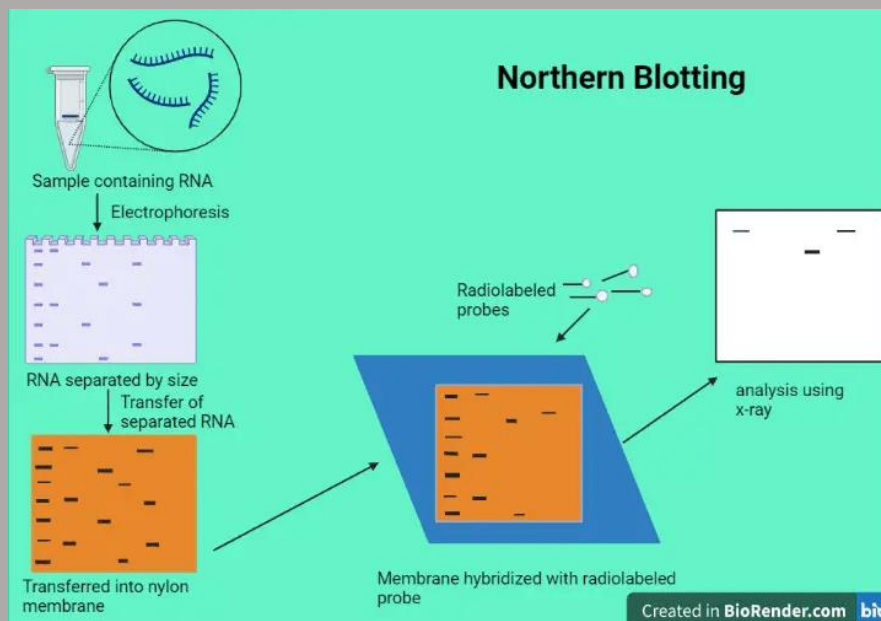 Northern Blotting
Sample containing RNA
Electrophoresis
RNA separated by size
Transfer of
separated RNA
Transferred into nylon
membrane
Radiolabeled
probes
Membrane hybridized with radiolabeled
probe
analysis using
x-ray
Created in BioRender.com